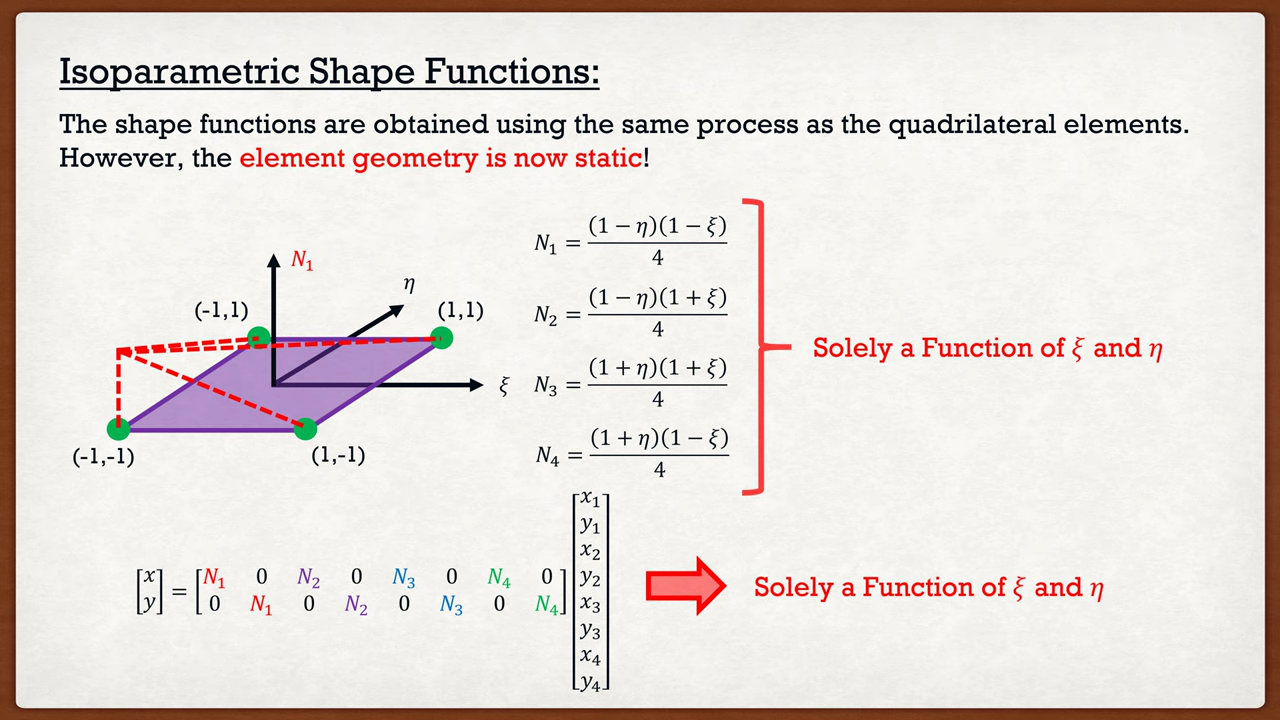 Isoparametric Shape Functions:
The shape functions are obtained using the same process as the quadrilateral elements.
However, the element geometry is now static!
N₁
η
(-1,1)
(1,1)
ξ
(-1,-1)
(1,-1)
N₁ = (1 − η)(1 − ξ) / 4
N₂ = (1 − η)(1 + ξ) / 4
N₃ = (1 + η)(1 + ξ) / 4
N₄ = (1 + η)(1 − ξ) / 4
Solely a Function of ξ and η
[x y] = [N₁ 0 N₂ 0 N₃ 0 N₄ 0
0 N₁ 0 N₂ 0 N₃ 0 N₄]
[x₁
y₁
x₂
y₂
x₃
y₃
x₄
y₄]
Solely a Function of ξ and η